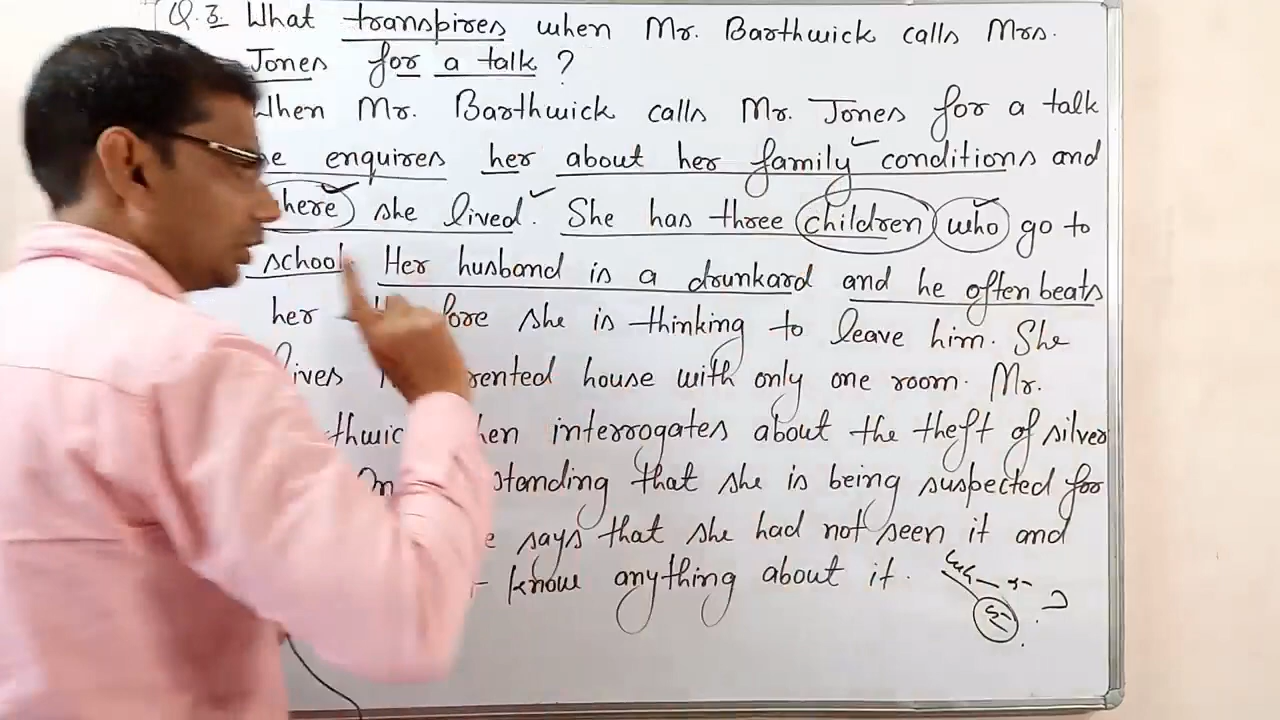 Q.3. What transpires when Mr. Barthwick calls Mrs.
Jones for a talk ?
When Mr. Barthwick calls Mr. Jones for a talk
enquires her about her family conditions and
she lived. She has three children who go to
school. Her husband is a drunkard and he often beats
her she is thinking to leave him. She
lives rented house with only one room. Mr.
interrogates about the theft of silver
that she is being suspected for
says that she had not seen it and
know anything about it.